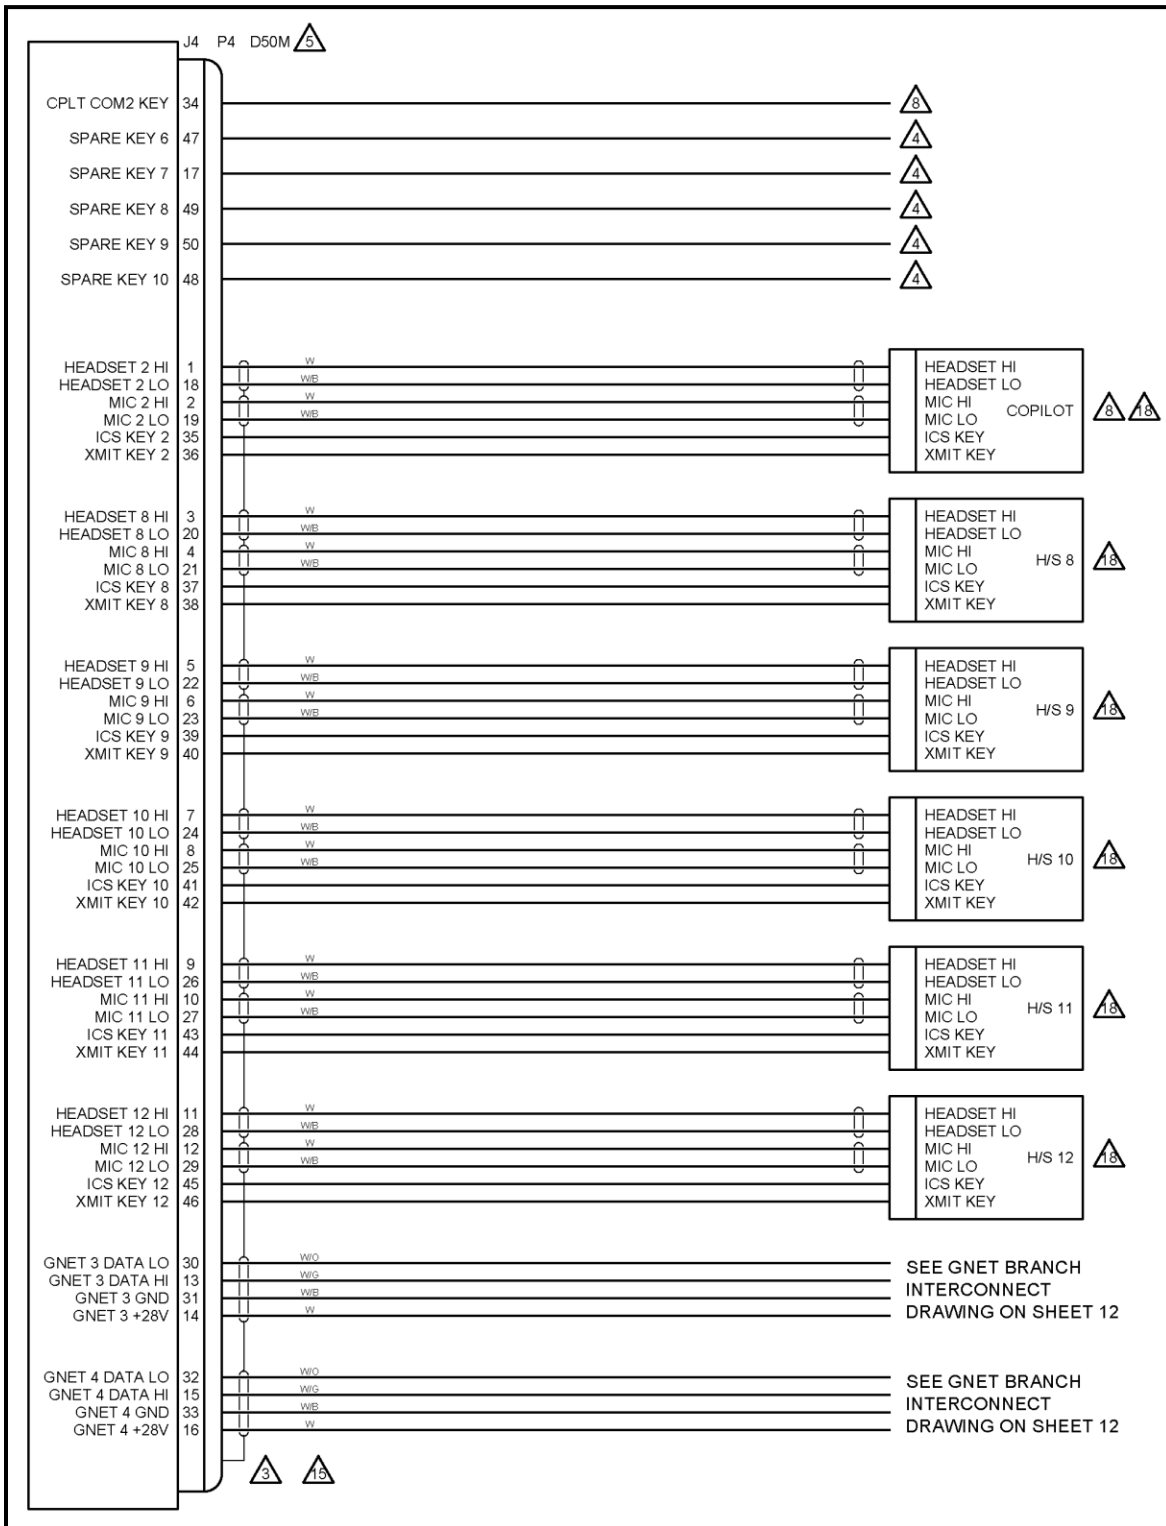 J4 P4 D50M 5
CPLT COM2 KEY 34 8
SPARE KEY 6 47 4
SPARE KEY 7 17 4
SPARE KEY 8 49 4
SPARE KEY 9 50 4
SPARE KEY 10 48 4
HEADSET 2 HI 1 W HEADSET HI
HEADSET 2 LO 18 W/B HEADSET LO
MIC 2 HI 2 W MIC HI
COPILOT 8 18
MIC 2 LO 19 W/B MIC LO
ICS KEY 2 35 ICS KEY
XMIT KEY 2 36 XMIT KEY
HEADSET 8 HI 3 W HEADSET HI
HEADSET 8 LO 20 W/B HEADSET LO
MIC 8 HI 4 W MIC HI
H/S 8 18
MIC 8 LO 21 W/B MIC LO
ICS KEY 8 37 ICS KEY
XMIT KEY 8 38 XMIT KEY
HEADSET 9 HI 5 W HEADSET HI
HEADSET 9 LO 22 W/B HEADSET LO
MIC 9 HI 6 W MIC HI
H/S 9 18
MIC 9 LO 23 W/B MIC LO
ICS KEY 9 39 ICS KEY
XMIT KEY 9 40 XMIT KEY
HEADSET 10 HI 7 W HEADSET HI
HEADSET 10 LO 24 W/B HEADSET LO
MIC 10 HI 8 W MIC HI
H/S 10 18
MIC 10 LO 25 W/B MIC LO
ICS KEY 10 41 ICS KEY
XMIT KEY 10 42 XMIT KEY
HEADSET 11 HI 9 W HEADSET HI
HEADSET 11 LO 26 W/B HEADSET LO
MIC 11 HI 10 W MIC HI
H/S 11 18
MIC 11 LO 27 W/B MIC LO
ICS KEY 11 43 ICS KEY
XMIT KEY 11 44 XMIT KEY
HEADSET 12 HI 11 W HEADSET HI
HEADSET 12 LO 28 W/B HEADSET LO
MIC 12 HI 12 W MIC HI
H/S 12 18
MIC 12 LO 29 W/B MIC LO
ICS KEY 12 45 ICS KEY
XMIT KEY 12 46 XMIT KEY
GNET 3 DATA LO 30 W/O
GNET 3 DATA HI 13 W/G
GNET 3 GND 31 W/B
GNET 3 +28V 14 W
SEE GNET BRANCH
INTERCONNECT
DRAWING ON SHEET 12
GNET 4 DATA LO 32 W/O
GNET 4 DATA HI 15 W/G
GNET 4 GND 33 W/B
GNET 4 +28V 16 W
SEE GNET BRANCH
INTERCONNECT
DRAWING ON SHEET 12
3 15